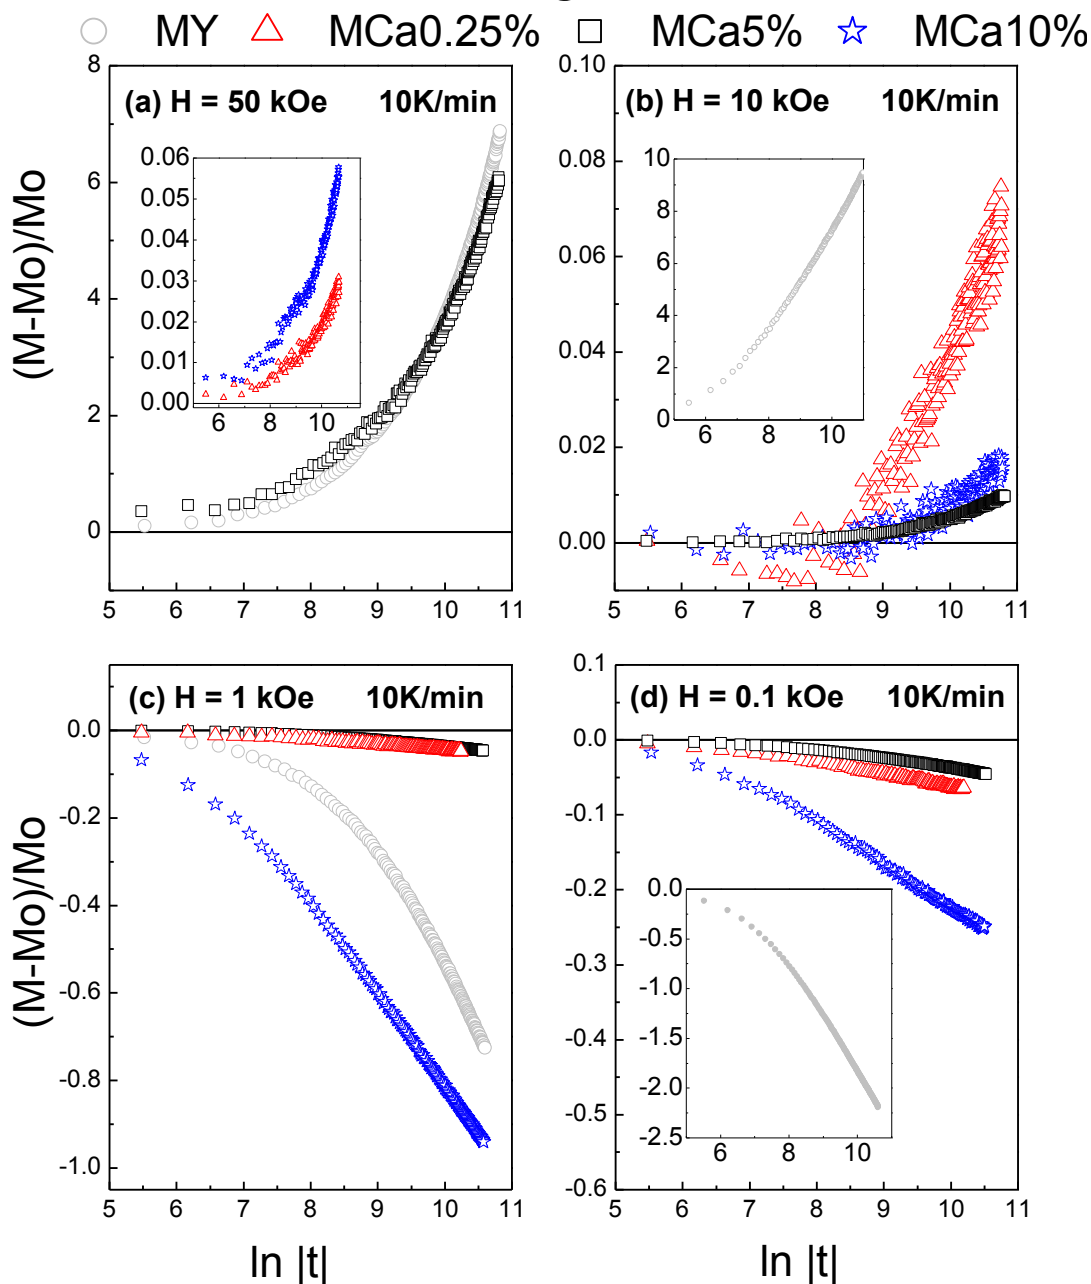 MY MCa0.25% MCa5% MCa10%
(a) H = 50 kOe 10K/min
8
6
4
2
0
5 6 7 8 9 10 11
0.06
0.05
0.04
0.03
0.02
0.01
0.00
6 8 10
(M-Mo)/Mo
(b) H = 10 kOe 10K/min
0.10
0.08
0.06
0.04
0.02
0.00
5 6 7 8 9 10 11
10
8
6
4
2
0
6 8 10
(c) H = 1 kOe 10K/min
0.0
-0.2
-0.4
-0.6
-0.8
-1.0
5 6 7 8 9 10 11
(M-Mo)/Mo
ln |t|
(d) H = 0.1 kOe 10K/min
0.1
0.0
-0.1
-0.2
-0.3
-0.4
-0.5
-0.6
5 6 7 8 9 10 11
0.0
-0.5
-1.0
-1.5
-2.0
-2.5
6 8 10
ln |t|